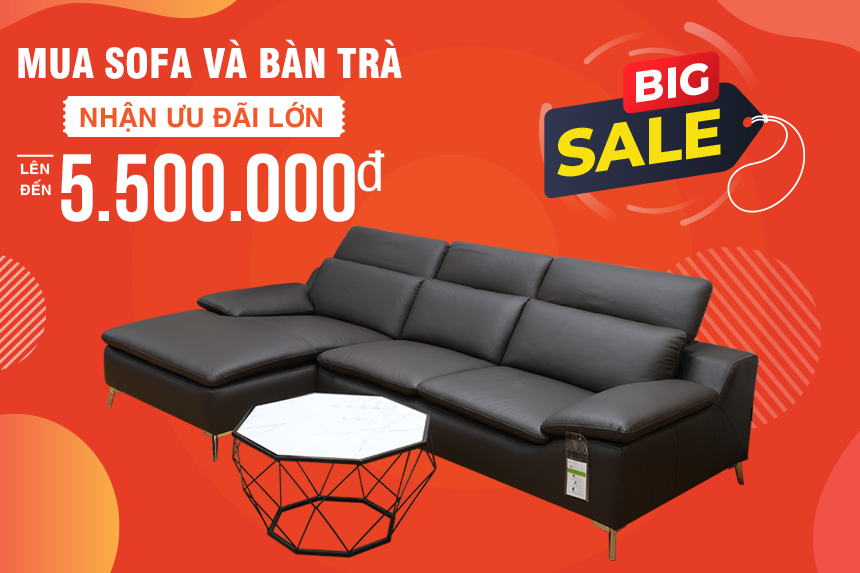 MUA SOFA VÀ BÀN TRÀ
NHẬN ƯU ĐÃI LỚN
LÊN
ĐẾN
5.500.000đ
BIG
SALE